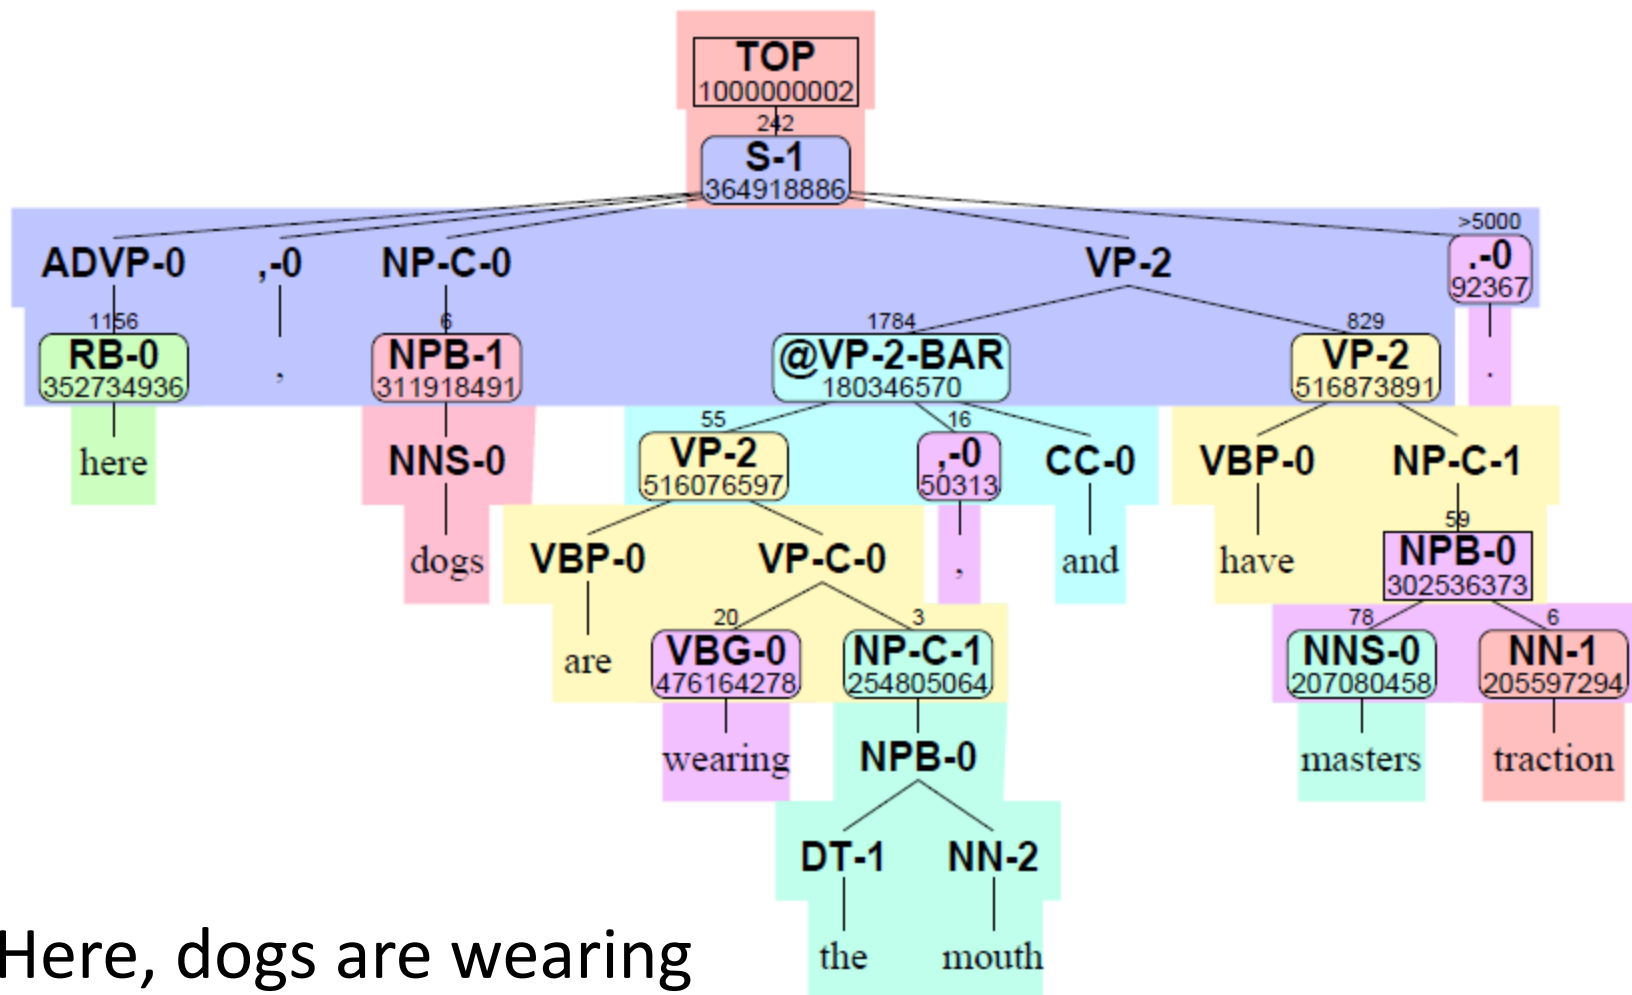 TOP
1000000002
242
S-1
364918886
>5000
ADVP-0 ,-0 NP-C-0 VP-2 .-0
92367
1156 6 1784 829
RB-0 , NPB-1 @VP-2-BAR VP-2 .
352734936 311918491 180346570 516873891
55 16
here NNS-0 VP-2 ,-0 CC-0 VBP-0 NP-C-1
516076597 50313
59
dogs VBP-0 VP-C-0 , and have NPB-0
302536373
20 3 78 6
are VBG-0 NP-C-1 NNS-0 NN-1
476164278 254805064 207080458 205597294
wearing NPB-0 masters traction
DT-1 NN-2
the mouth
Here, dogs are wearing